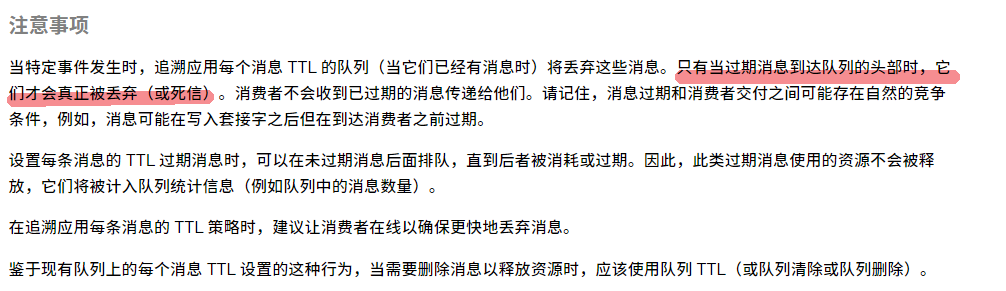 注意事项
当特定事件发生时，追溯应用每个消息 TTL 的队列（当它们已经有消息时）将丢弃这些消息。只有当过期消息到达队列的头部时，它
们才会真正被丢弃（或死信）。消费者不会收到已过期的消息传递给他们。请记住，消息过期和消费者交付之间可能存在自然的竞争
条件，例如，消息可能在写入套接字之后但在到达消费者之前过期。
设置每条消息的 TTL 过期消息时，可以在未过期消息后面排队，直到后者被消耗或过期。因此，此类过期消息使用的资源不会被释
放，它们将被计入队列统计信息（例如队列中的消息数量）。
在追溯应用每条消息的 TTL 策略时，建议让消费者在线以确保更快地丢弃消息。
鉴于现有队列上的每个消息 TTL 设置的这种行为，当需要删除消息以释放资源时，应该使用队列 TTL（或队列清除或队列删除）。